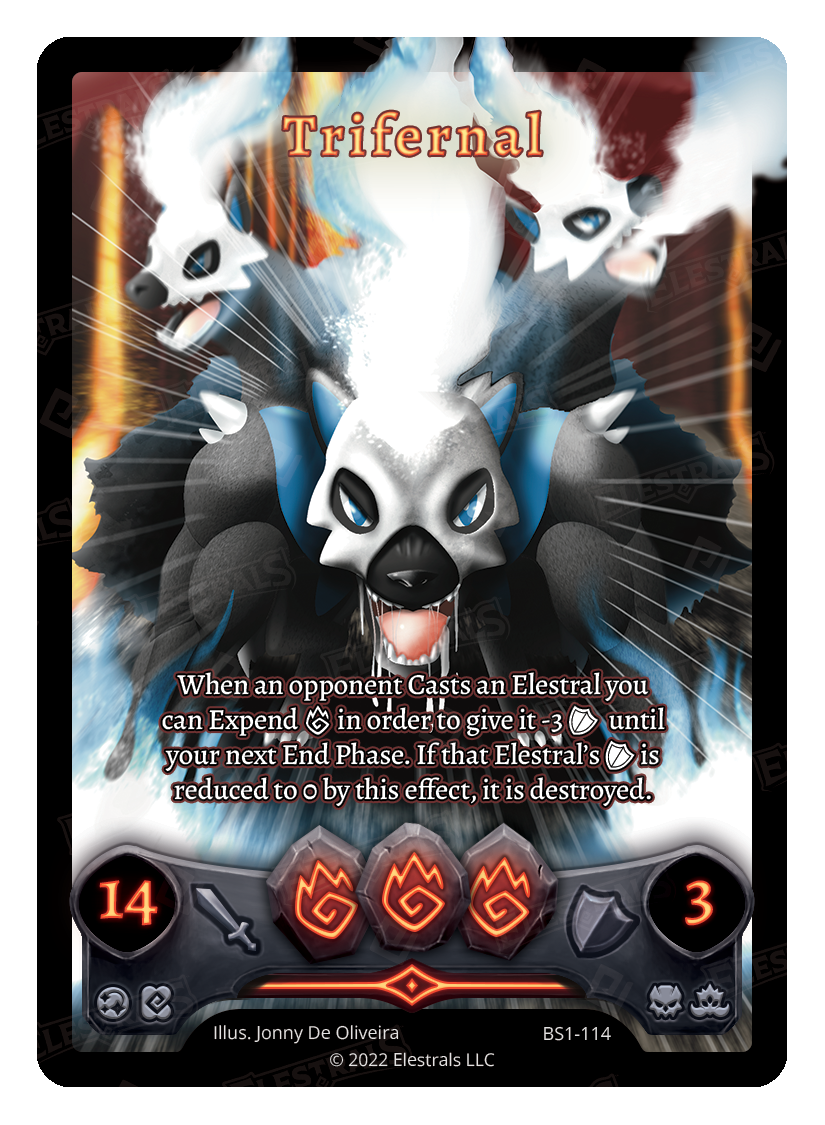 Trifernal
When an opponent Casts an Elestral you
can Expend in order to give it -3 until
your next End Phase. If that Elestral's is
reduced to 0 by this effect, it is destroyed.
14
3
Illus. Jonny De Oliveira
BS1-114
© 2022 Elestrals LLC
ELESTRALS